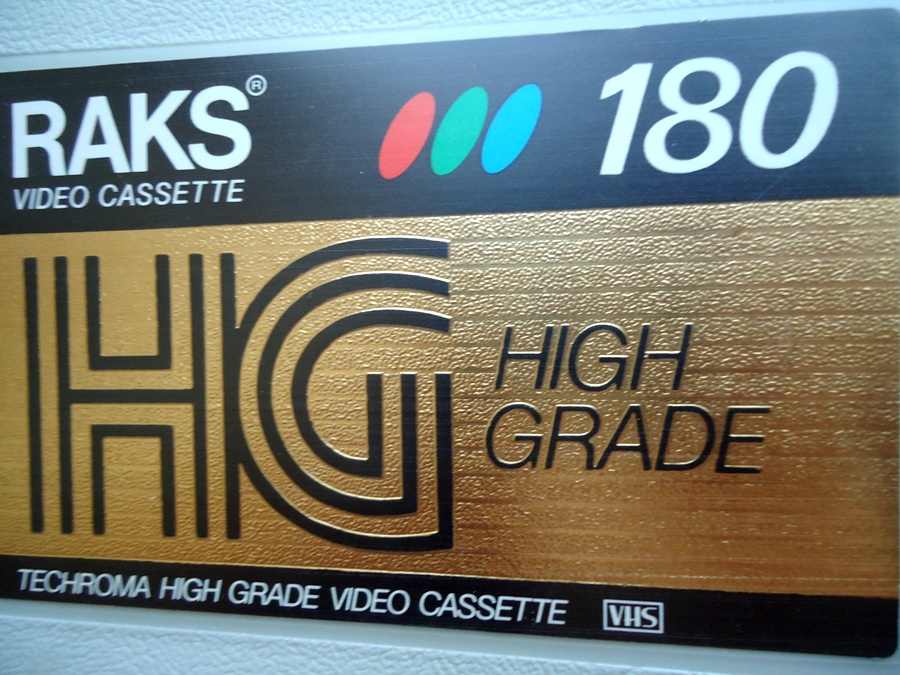 RAKS®
VIDEO CASSETTE
180
HG
HIGH
GRADE
TECHROMA HIGH GRADE VIDEO CASSETTE
VHS